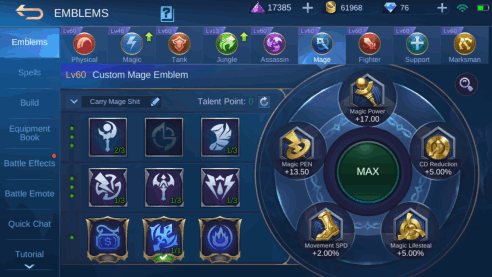 EMBLEMS
17385 +
61968 +
76 +
Emblems
Spells
Build
Equipment
Book
Battle Effects
Battle Emote
Quick Chat
Tutorial
Lv60 Physical
Lv46 Magic
Lv60 Tank
Lv12 Jungle
Lv60 Assassin
Lv60 Mage
Lv60 Fighter
Lv60 Support
Lv60 Marksman
Lv60 Custom Mage Emblem
Carry Mage Shit
Talent Point: 0
2/3
1/3
1/3
1/3
1/1
Magic Power
+17.00
Magic PEN
+13.50
CD Reduction
+5.00%
MAX
Movement SPD
+2.00%
Magic Lifesteal
+5.00%